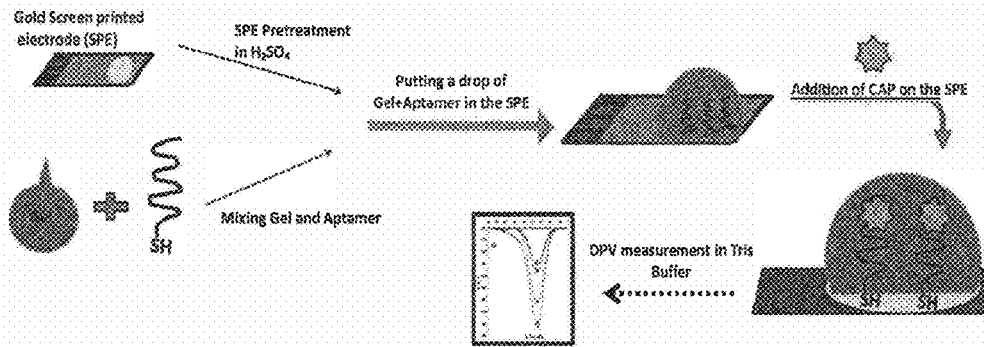 Gold Screen printed
electrode (SPE)
SPE Pretreatment
in H₂SO₄
Putting a drop of
Gel+Aptamer in the SPE
Addition of CAP on the SPE
SH
Mixing Gel and Aptamer
DPV measurement in Tris
Buffer
SH SH